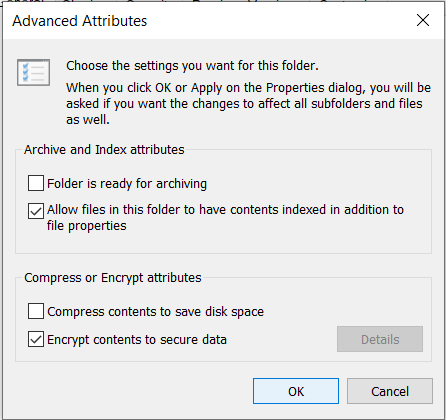 Advanced Attributes
Choose the settings you want for this folder.
When you click OK or Apply on the Properties dialog, you will be
asked if you want the changes to affect all subfolders and files
as well.
Archive and Index attributes
Folder is ready for archiving
Allow files in this folder to have contents indexed in addition to
file properties
Compress or Encrypt attributes
Compress contents to save disk space
Encrypt contents to secure data
Details
OK
Cancel